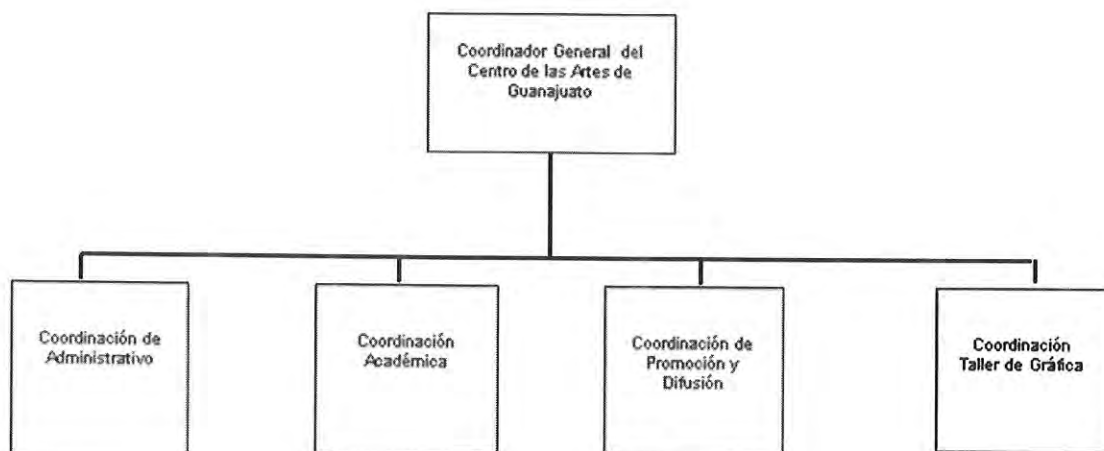 Coordinador General del
Centro de las Artes de
Guanajuato
Coordinación de
Administrativo
Coordinación
Académica
Coordinación de
Promoción y
Difusión
Coordinación
Taller de Gráfica